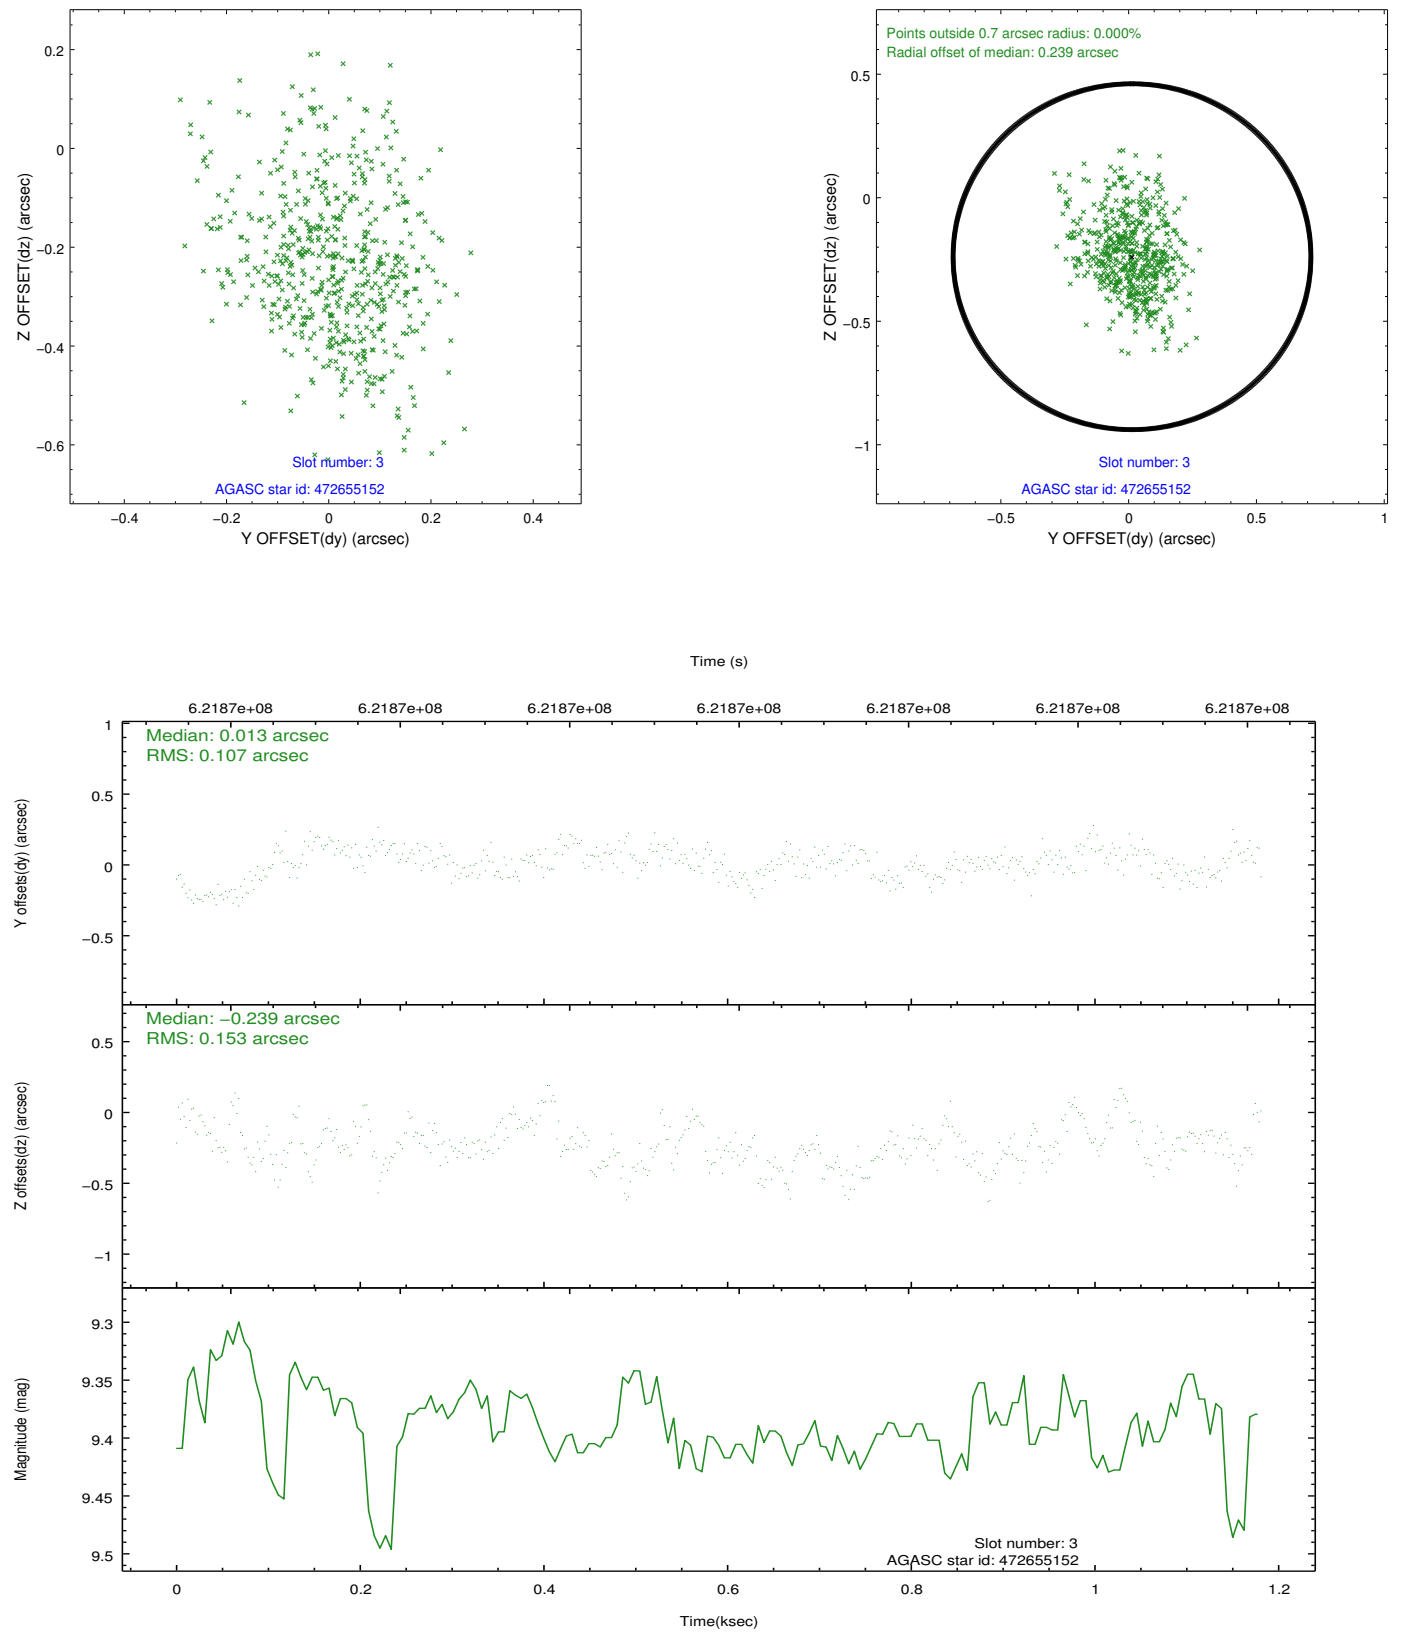 0.2
0
−0.2
−0.4
−0.6
Z OFFSET(dz) (arcsec)
Slot number: 3
AGASC star id: 472655152
−0.4
−0.2
0
0.2
0.4
Y OFFSET(dy) (arcsec)
Points outside 0.7 arcsec radius: 0.000%
Radial offset of median: 0.239 arcsec
0.5
0
−0.5
−1
Z OFFSET(dz) (arcsec)
Slot number: 3
AGASC star id: 472655152
−0.5
0
0.5
1
Y OFFSET(dy) (arcsec)
Time (s)
6.2187e+08
6.2187e+08
6.2187e+08
6.2187e+08
6.2187e+08
6.2187e+08
6.2187e+08
Median: 0.013 arcsec
RMS: 0.107 arcsec
1
0.5
0
−0.5
Y offsets(dy) (arcsec)
Median: −0.239 arcsec
RMS: 0.153 arcsec
0.5
0
−0.5
−1
Z offsets(dz) (arcsec)
9.3
9.35
9.4
9.45
9.5
Magnitude (mag)
Slot number: 3
AGASC star id: 472655152
0
0.2
0.4
0.6
0.8
1
1.2
Time(ksec)